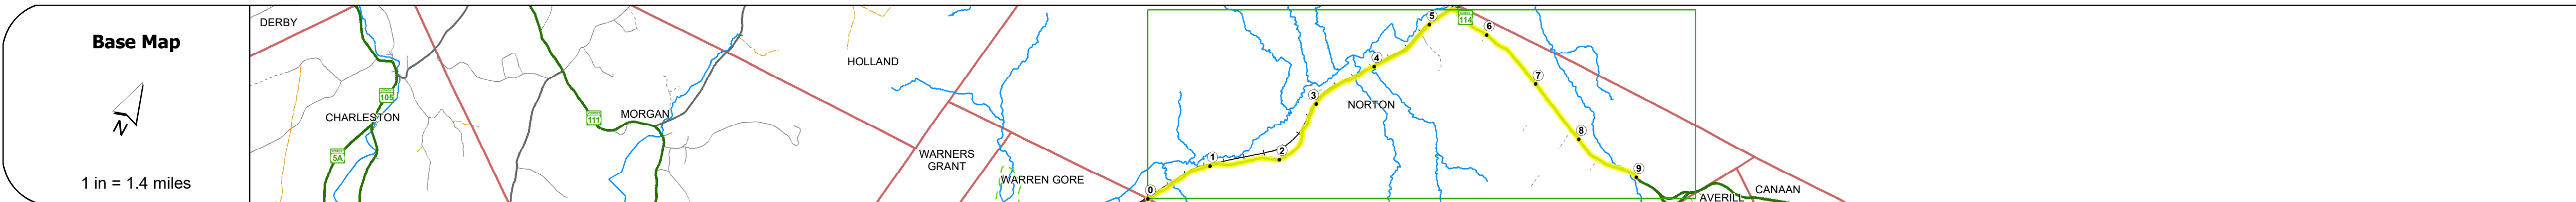 Base Map
N
1 in = 1.4 miles
DERBY
105
CHARLESTON
5A
111
MORGAN
HOLLAND
WARNERS
GRANT
WARREN GORE
0
1
2
3
4
5
114
6
NORTON
7
8
9
AVERILL
CANAAN